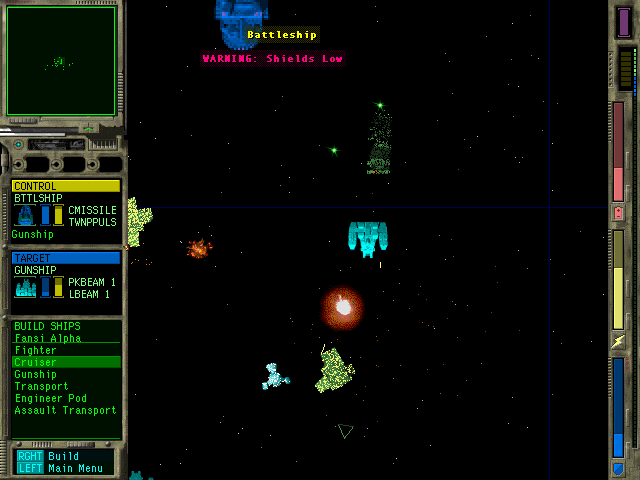 Battleship
WARNING: Shields Low
CONTROL
BTTLSHIP
CMISSILE
TWNPPULS
Gunship
TARGET
GUNSHIP
PKBEAM 1
LBEAM 1
BUILD SHIPS
Fansi Alpha
Fighter
Cruiser
Gunship
Transport
Engineer Pod
Assault Transport
RGHT Build
LEFT Main Menu